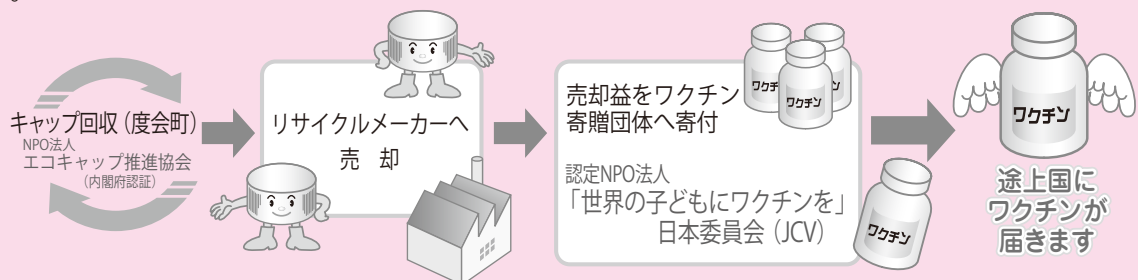 キャップ回収（度会町）
NPO法人
エコキャップ推進協会
（内閣府認証）
リサイクルメーカーへ
売　却
売却益をワクチン
寄贈団体へ寄付
認定NPO法人
「世界の子どもにワクチンを」
日本委員会（JCV）
ワクチン
ワクチン
ワクチン
ワクチン
途上国に
ワクチンが
届きます